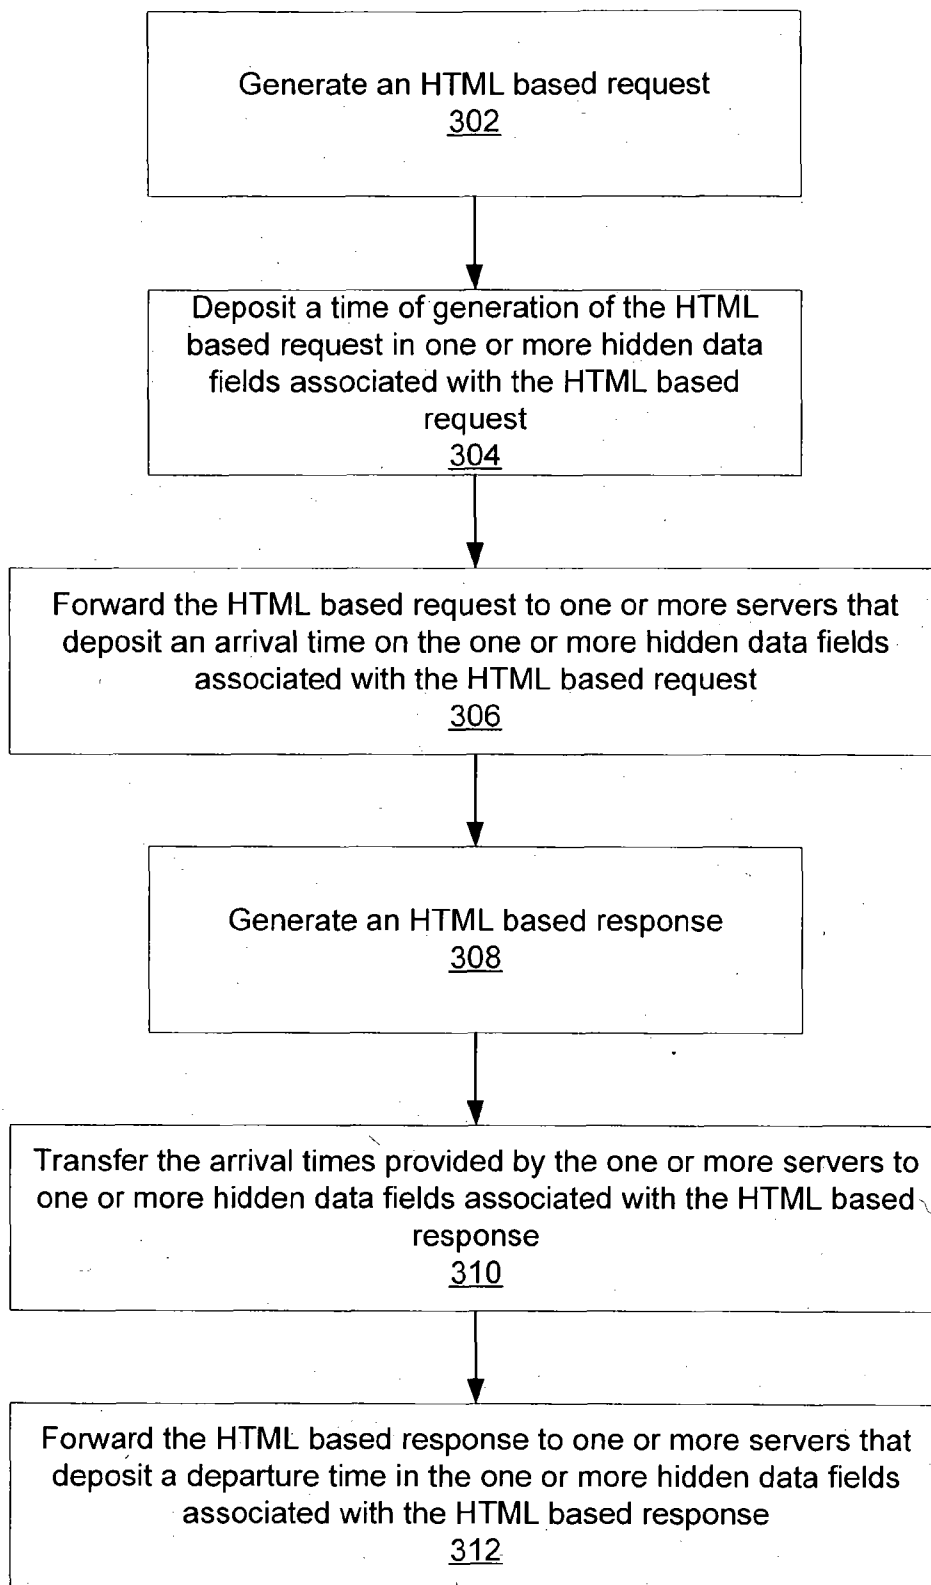 Generate an HTML based request
302
Deposit a time of generation of the HTML
based request in one or more hidden data
fields associated with the HTML based
request
304
Forward the HTML based request to one or more servers that
deposit an arrival time on the one or more hidden data fields
associated with the HTML based request
306
Generate an HTML based response
308
Transfer the arrival times provided by the one or more servers to
one or more hidden data fields associated with the HTML based
response
310
Forward the HTML based response to one or more servers that
deposit a departure time in the one or more hidden data fields
associated with the HTML based response
312